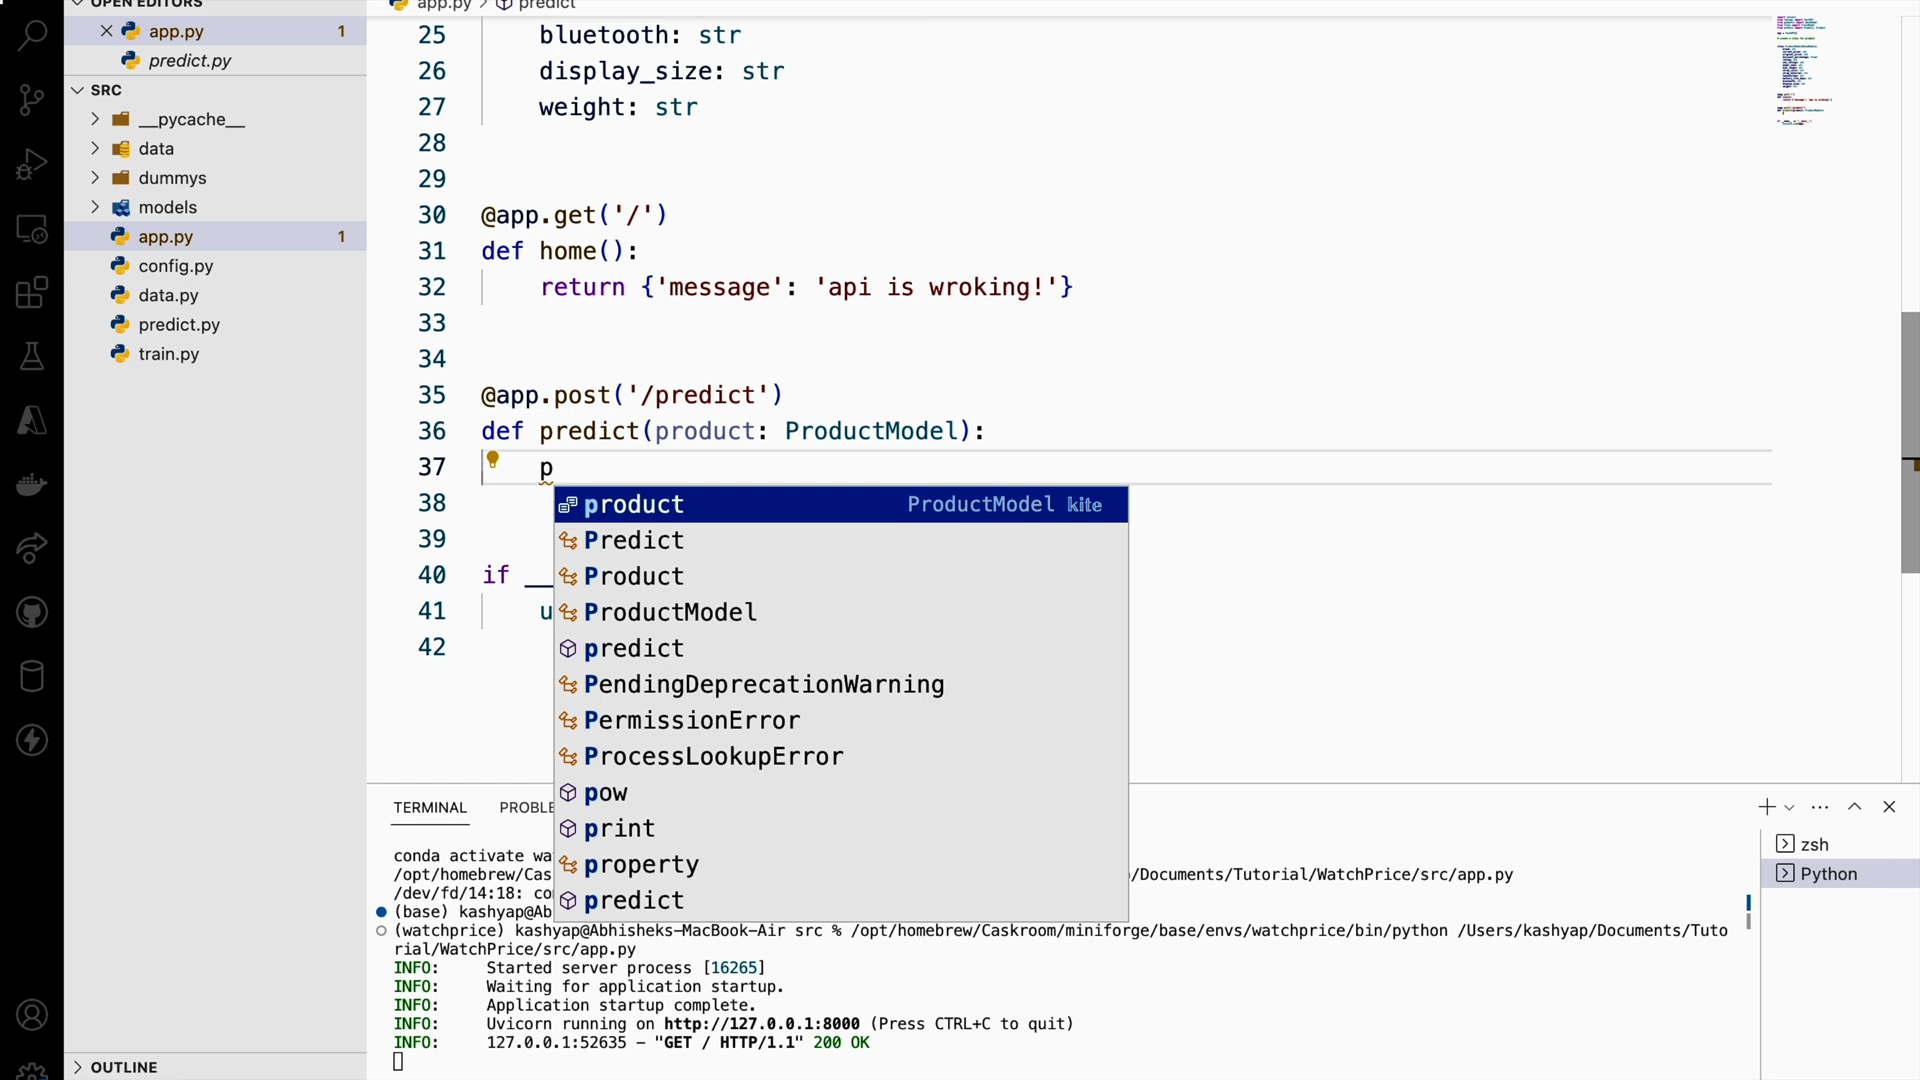 OPEN EDITORS
app.py 1
predict.py
SRC
__pycache__
data
dummys
models
app.py 1
config.py
data.py
predict.py
train.py
OUTLINE
app.py > predict
25 bluetooth: str
26 display_size: str
27 weight: str
28
29
30 @app.get('/')
31 def home():
32 return {'message': 'api is wroking!'}
33
34
35 @app.post('/predict')
36 def predict(product: ProductModel):
37 p
38
39
40 if __
41 u
42
product ProductModel kite
Predict
Product
ProductModel
predict
PendingDeprecationWarning
PermissionError
ProcessLookupError
pow
print
property
predict
TERMINAL PROBLE
conda activate wa
/opt/homebrew/Cas /Documents/Tutorial/WatchPrice/src/app.py
/dev/fd/14:18: co
(base) kashyap@Ab
(watchprice) kashyap@Abhisheks-MacBook-Air src % /opt/homebrew/Caskroom/miniforge/base/envs/watchprice/bin/python /Users/kashyap/Documents/Tuto
rial/WatchPrice/src/app.py
INFO: Started server process [16265]
INFO: Waiting for application startup.
INFO: Application startup complete.
INFO: Uvicorn running on http://127.0.0.1:8000 (Press CTRL+C to quit)
INFO: 127.0.0.1:52635 - "GET / HTTP/1.1" 200 OK
zsh
Python